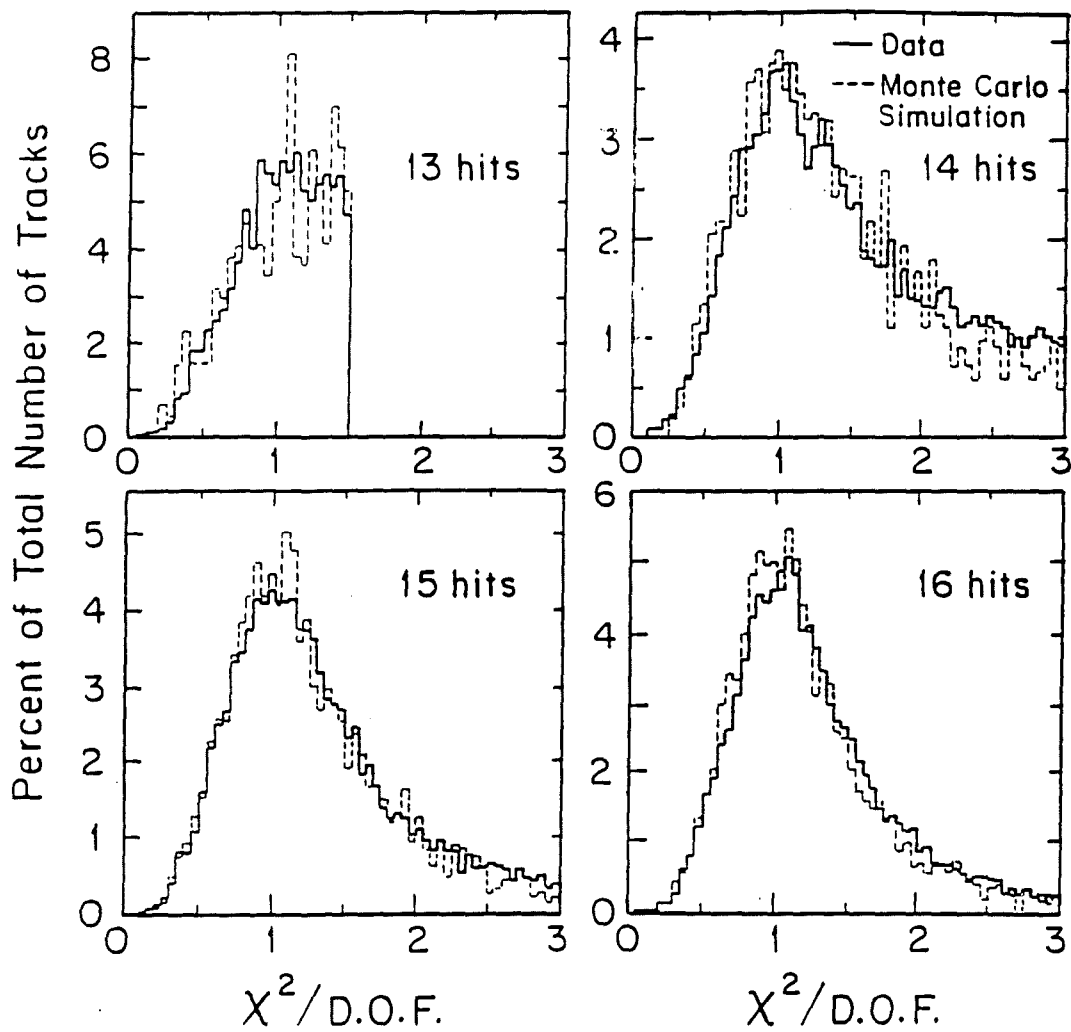 Percent of Total Number of Tracks
8
6
4
2
0
0 1 2 3
13 hits
4
3
2
1
0
0 1 2 3
Data
Monte Carlo
Simulation
14 hits
5
4
3
2
1
0
0 1 2 3
15 hits
χ²/D.O.F.
6
4
2
0
0 1 2 3
16 hits
χ²/D.O.F.